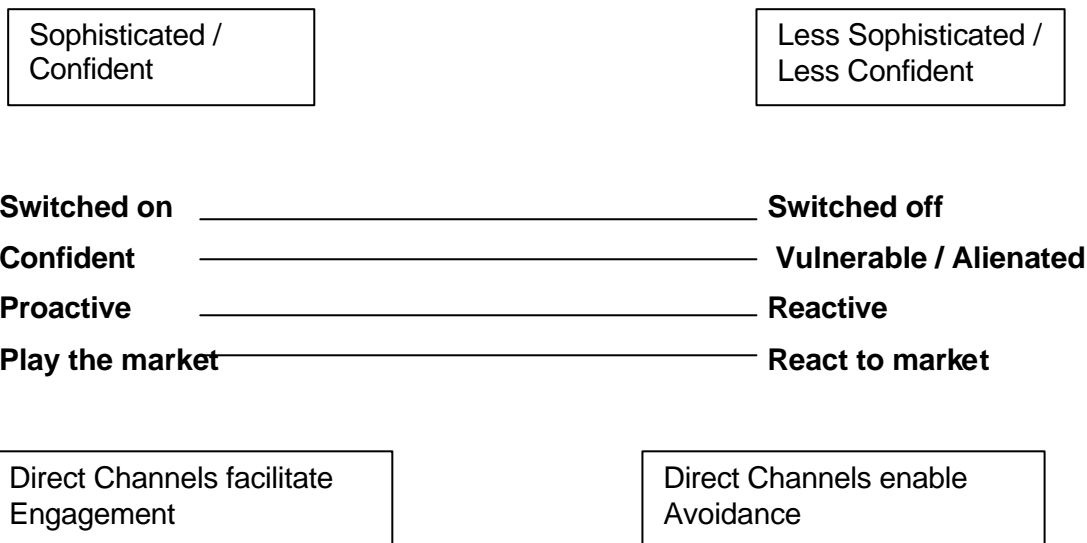 Sophisticated /
Confident
Less Sophisticated /
Less Confident
Switched on
Switched off
Confident
Vulnerable / Alienated
Proactive
Reactive
Play the market
React to market
Direct Channels facilitate
Engagement
Direct Channels enable
Avoidance